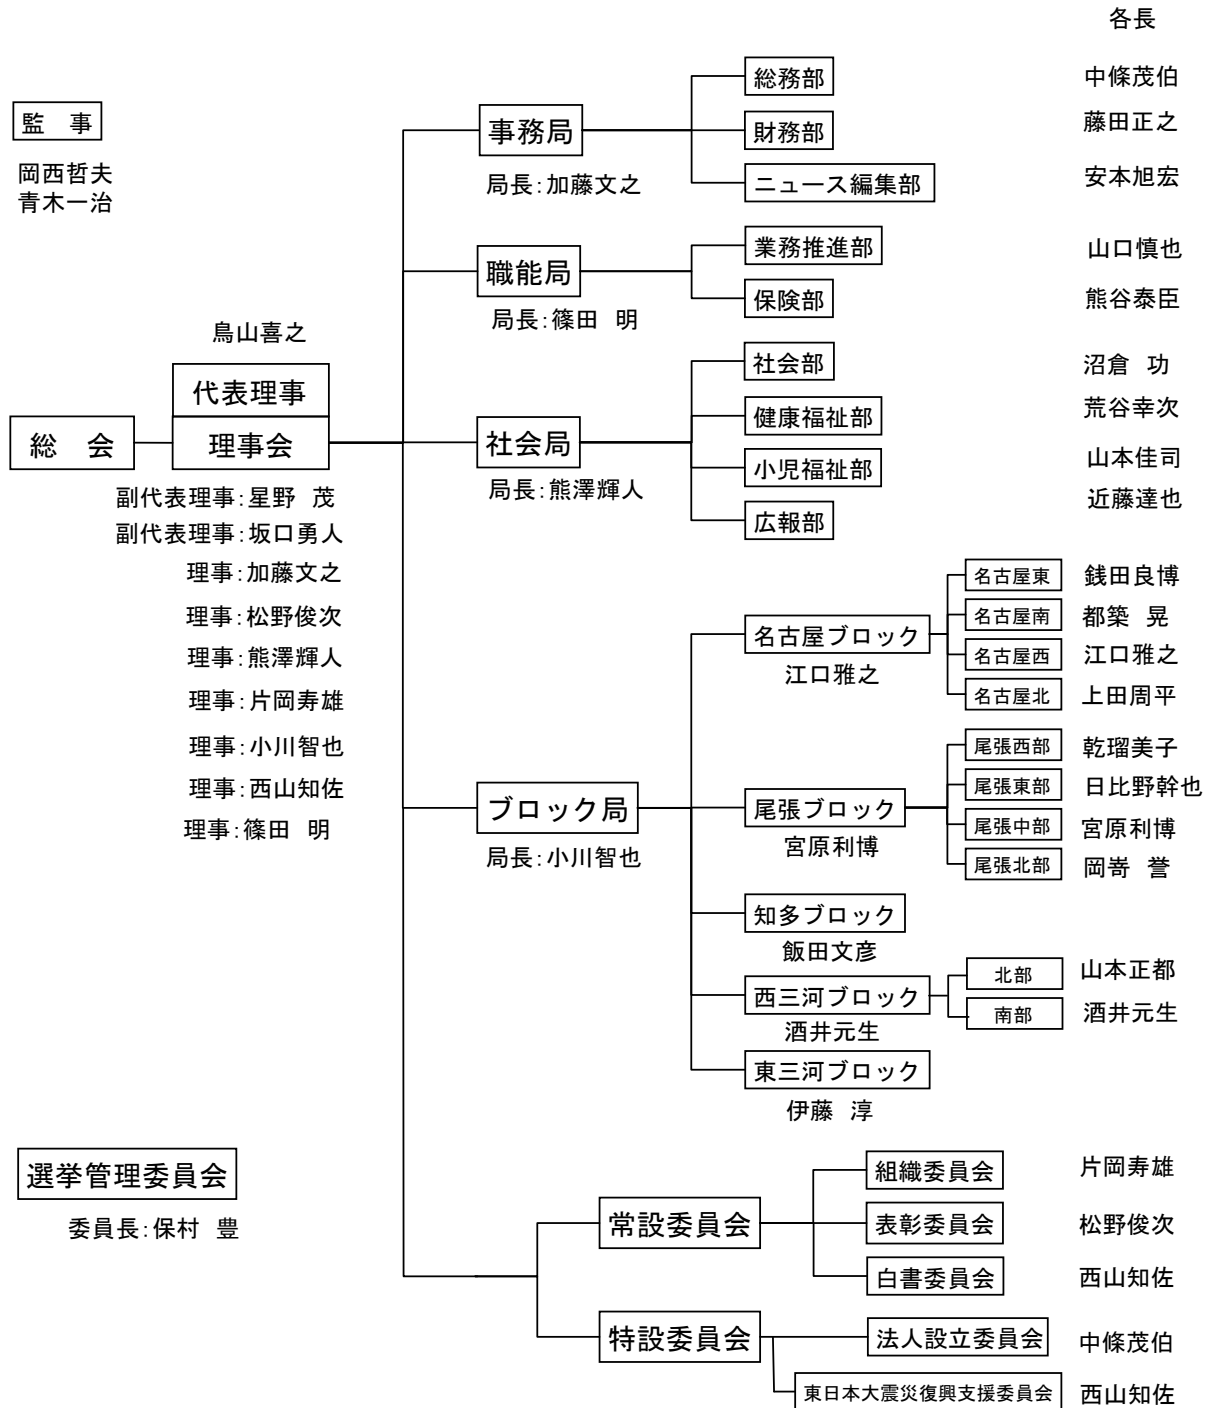 各長
監　事
岡西哲夫
青木一治
鳥山喜之
代表理事
総　会
理事会
副代表理事：星野　茂
副代表理事：坂口勇人
理事：加藤文之
理事：松野俊次
理事：熊澤輝人
理事：片岡寿雄
理事：小川智也
理事：西山知佐
理事：篠田　明
事務局
局長：加藤文之
総務部　中條茂伯
財務部　藤田正之
ニュース編集部　安本旭宏
職能局
局長：篠田　明
業務推進部　山口慎也
保険部　熊谷泰臣
社会局
局長：熊澤輝人
社会部　沼倉　功
健康福祉部　荒谷幸次
小児福祉部　山本佳司
広報部　近藤達也
ブロック局
局長：小川智也
名古屋ブロック
江口雅之
名古屋東　銭田良博
名古屋南　都築　晃
名古屋西　江口雅之
名古屋北　上田周平
尾張ブロック
宮原利博
尾張西部　乾瑠美子
尾張東部　日比野幹也
尾張中部　宮原利博
尾張北部　岡嵜　誉
知多ブロック
飯田文彦
西三河ブロック
酒井元生
北部　山本正都
南部　酒井元生
東三河ブロック
伊藤　淳
選挙管理委員会
委員長：保村　豊
常設委員会
組織委員会　片岡寿雄
表彰委員会　松野俊次
白書委員会　西山知佐
特設委員会
法人設立委員会　中條茂伯
東日本大震災復興支援委員会　西山知佐